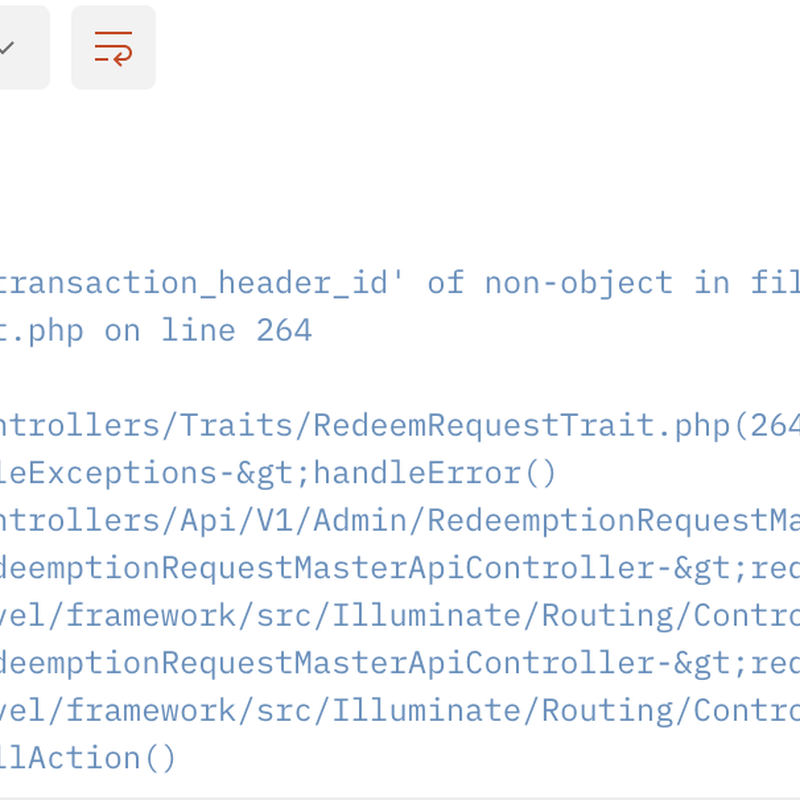 transaction_header_id' of non-object in fil
t.php on line 264
ntrollers/Traits/RedeemRequestTrait.php(264
leExceptions-&gt;handleError()
ntrollers/Api/V1/Admin/RedeemptionRequestMa
deemptionRequestMasterApiController-&gt;red
vel/framework/src/Illuminate/Routing/Contro
deemptionRequestMasterApiController-&gt;red
vel/framework/src/Illuminate/Routing/Contro
llAction()